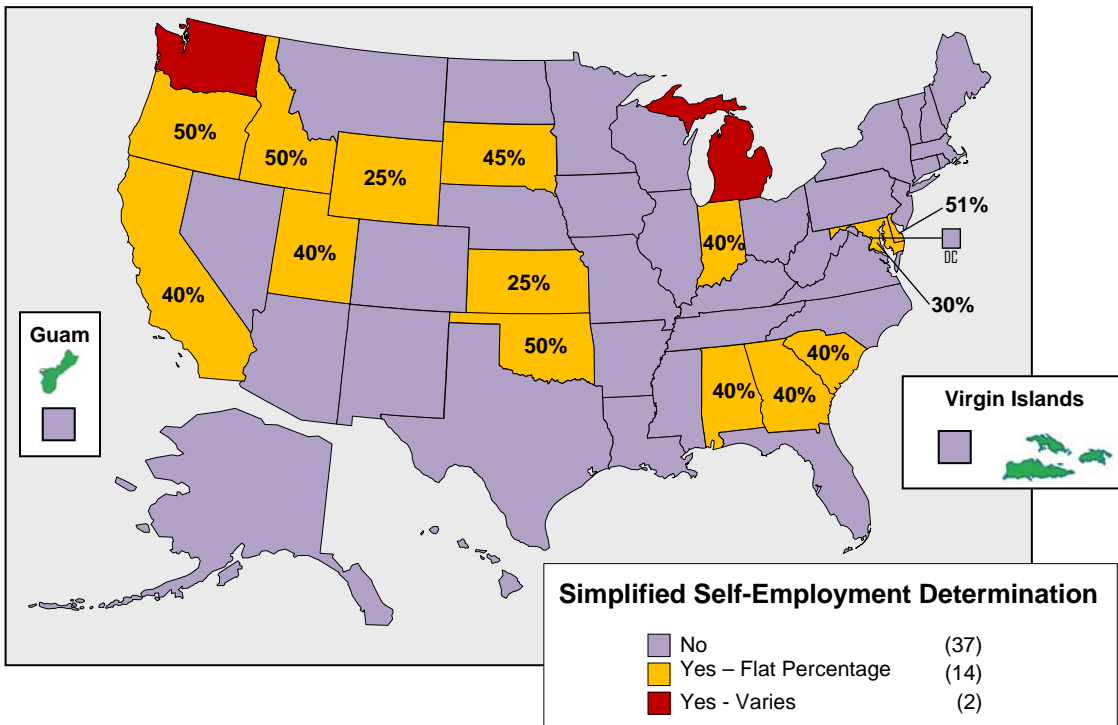 50%
50%
25%
45%
40%
40%
25%
50%
40%
51%
DC
30%
40%
40%
40%
Guam
Virgin Islands
Simplified Self-Employment Determination
No (37)
Yes – Flat Percentage (14)
Yes - Varies (2)